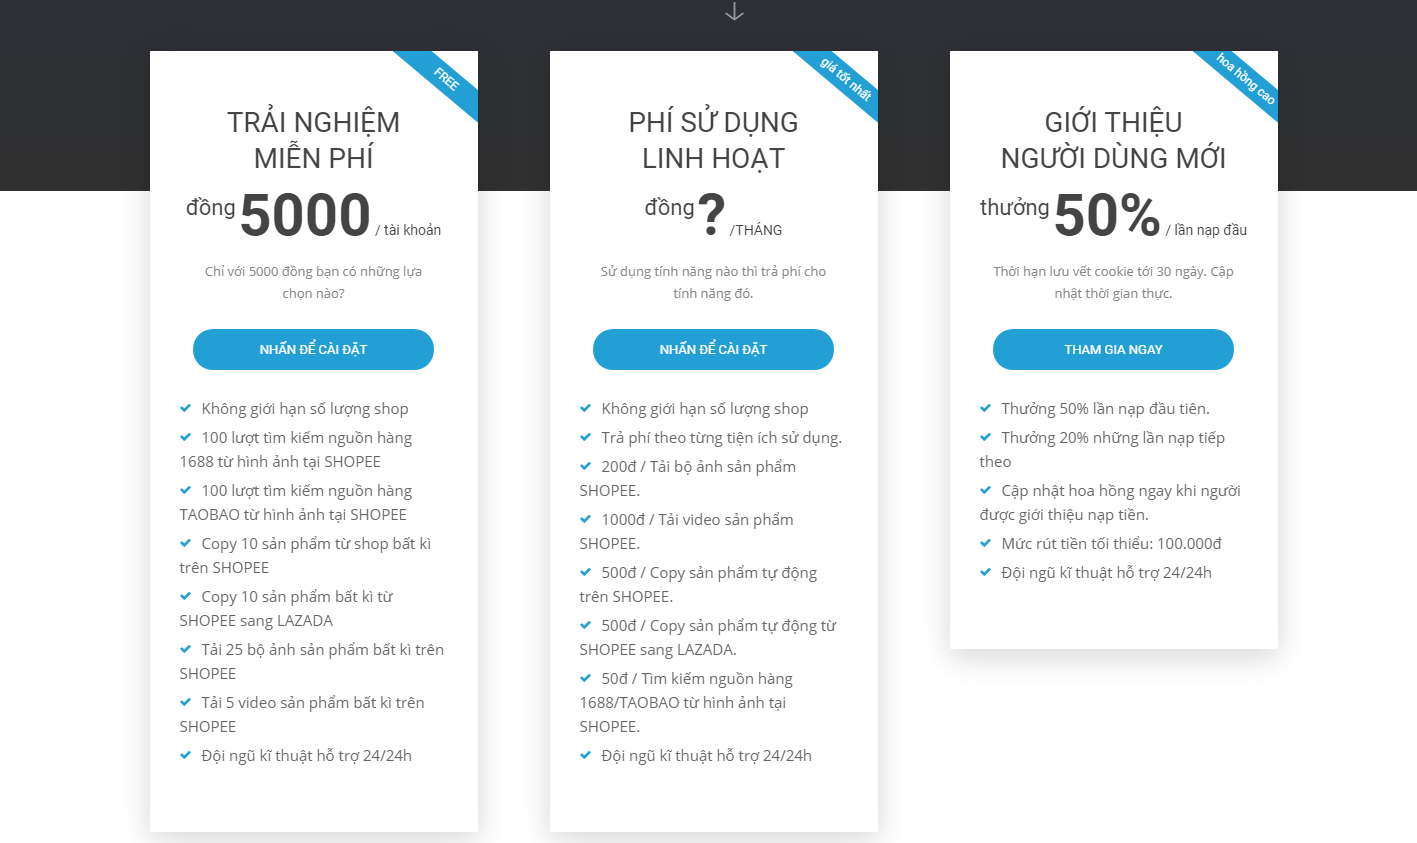 FREE
TRẢI NGHIỆM
MIỄN PHÍ
đồng 5000 / tài khoản
Chỉ với 5000 đồng bạn có những lựa
chọn nào?
NHẤN ĐỂ CÀI ĐẶT
Không giới hạn số lượng shop
100 lượt tìm kiếm nguồn hàng
1688 từ hình ảnh tại SHOPEE
100 lượt tìm kiếm nguồn hàng
TAOBAO từ hình ảnh tại SHOPEE
Copy 10 sản phẩm từ shop bất kì
trên SHOPEE
Copy 10 sản phẩm bất kì từ
SHOPEE sang LAZADA
Tải 25 bộ ảnh sản phẩm bất kì trên
SHOPEE
Tải 5 video sản phẩm bất kì trên
SHOPEE
Đội ngũ kĩ thuật hỗ trợ 24/24h
giá tốt nhất
PHÍ SỬ DỤNG
LINH HOẠT
đồng ? /THÁNG
Sử dụng tính năng nào thì trả phí cho
tính năng đó.
NHẤN ĐỂ CÀI ĐẶT
Không giới hạn số lượng shop
Trả phí theo từng tiện ích sử dụng.
200đ / Tải bộ ảnh sản phẩm
SHOPEE.
1000đ / Tải video sản phẩm
SHOPEE.
500đ / Copy sản phẩm tự động
trên SHOPEE.
500đ / Copy sản phẩm tự động từ
SHOPEE sang LAZADA.
50đ / Tìm kiếm nguồn hàng
1688/TAOBAO từ hình ảnh tại
SHOPEE.
Đội ngũ kĩ thuật hỗ trợ 24/24h
hoa hồng cao
GIỚI THIỆU
NGƯỜI DÙNG MỚI
thưởng 50% / lần nạp đầu
Thời hạn lưu vết cookie tới 30 ngày. Cập
nhật thời gian thực.
THAM GIA NGAY
Thưởng 50% lần nạp đầu tiên.
Thưởng 20% những lần nạp tiếp
theo
Cập nhật hoa hồng ngay khi người
được giới thiệu nạp tiền.
Mức rút tiền tối thiểu: 100.000đ
Đội ngũ kĩ thuật hỗ trợ 24/24h